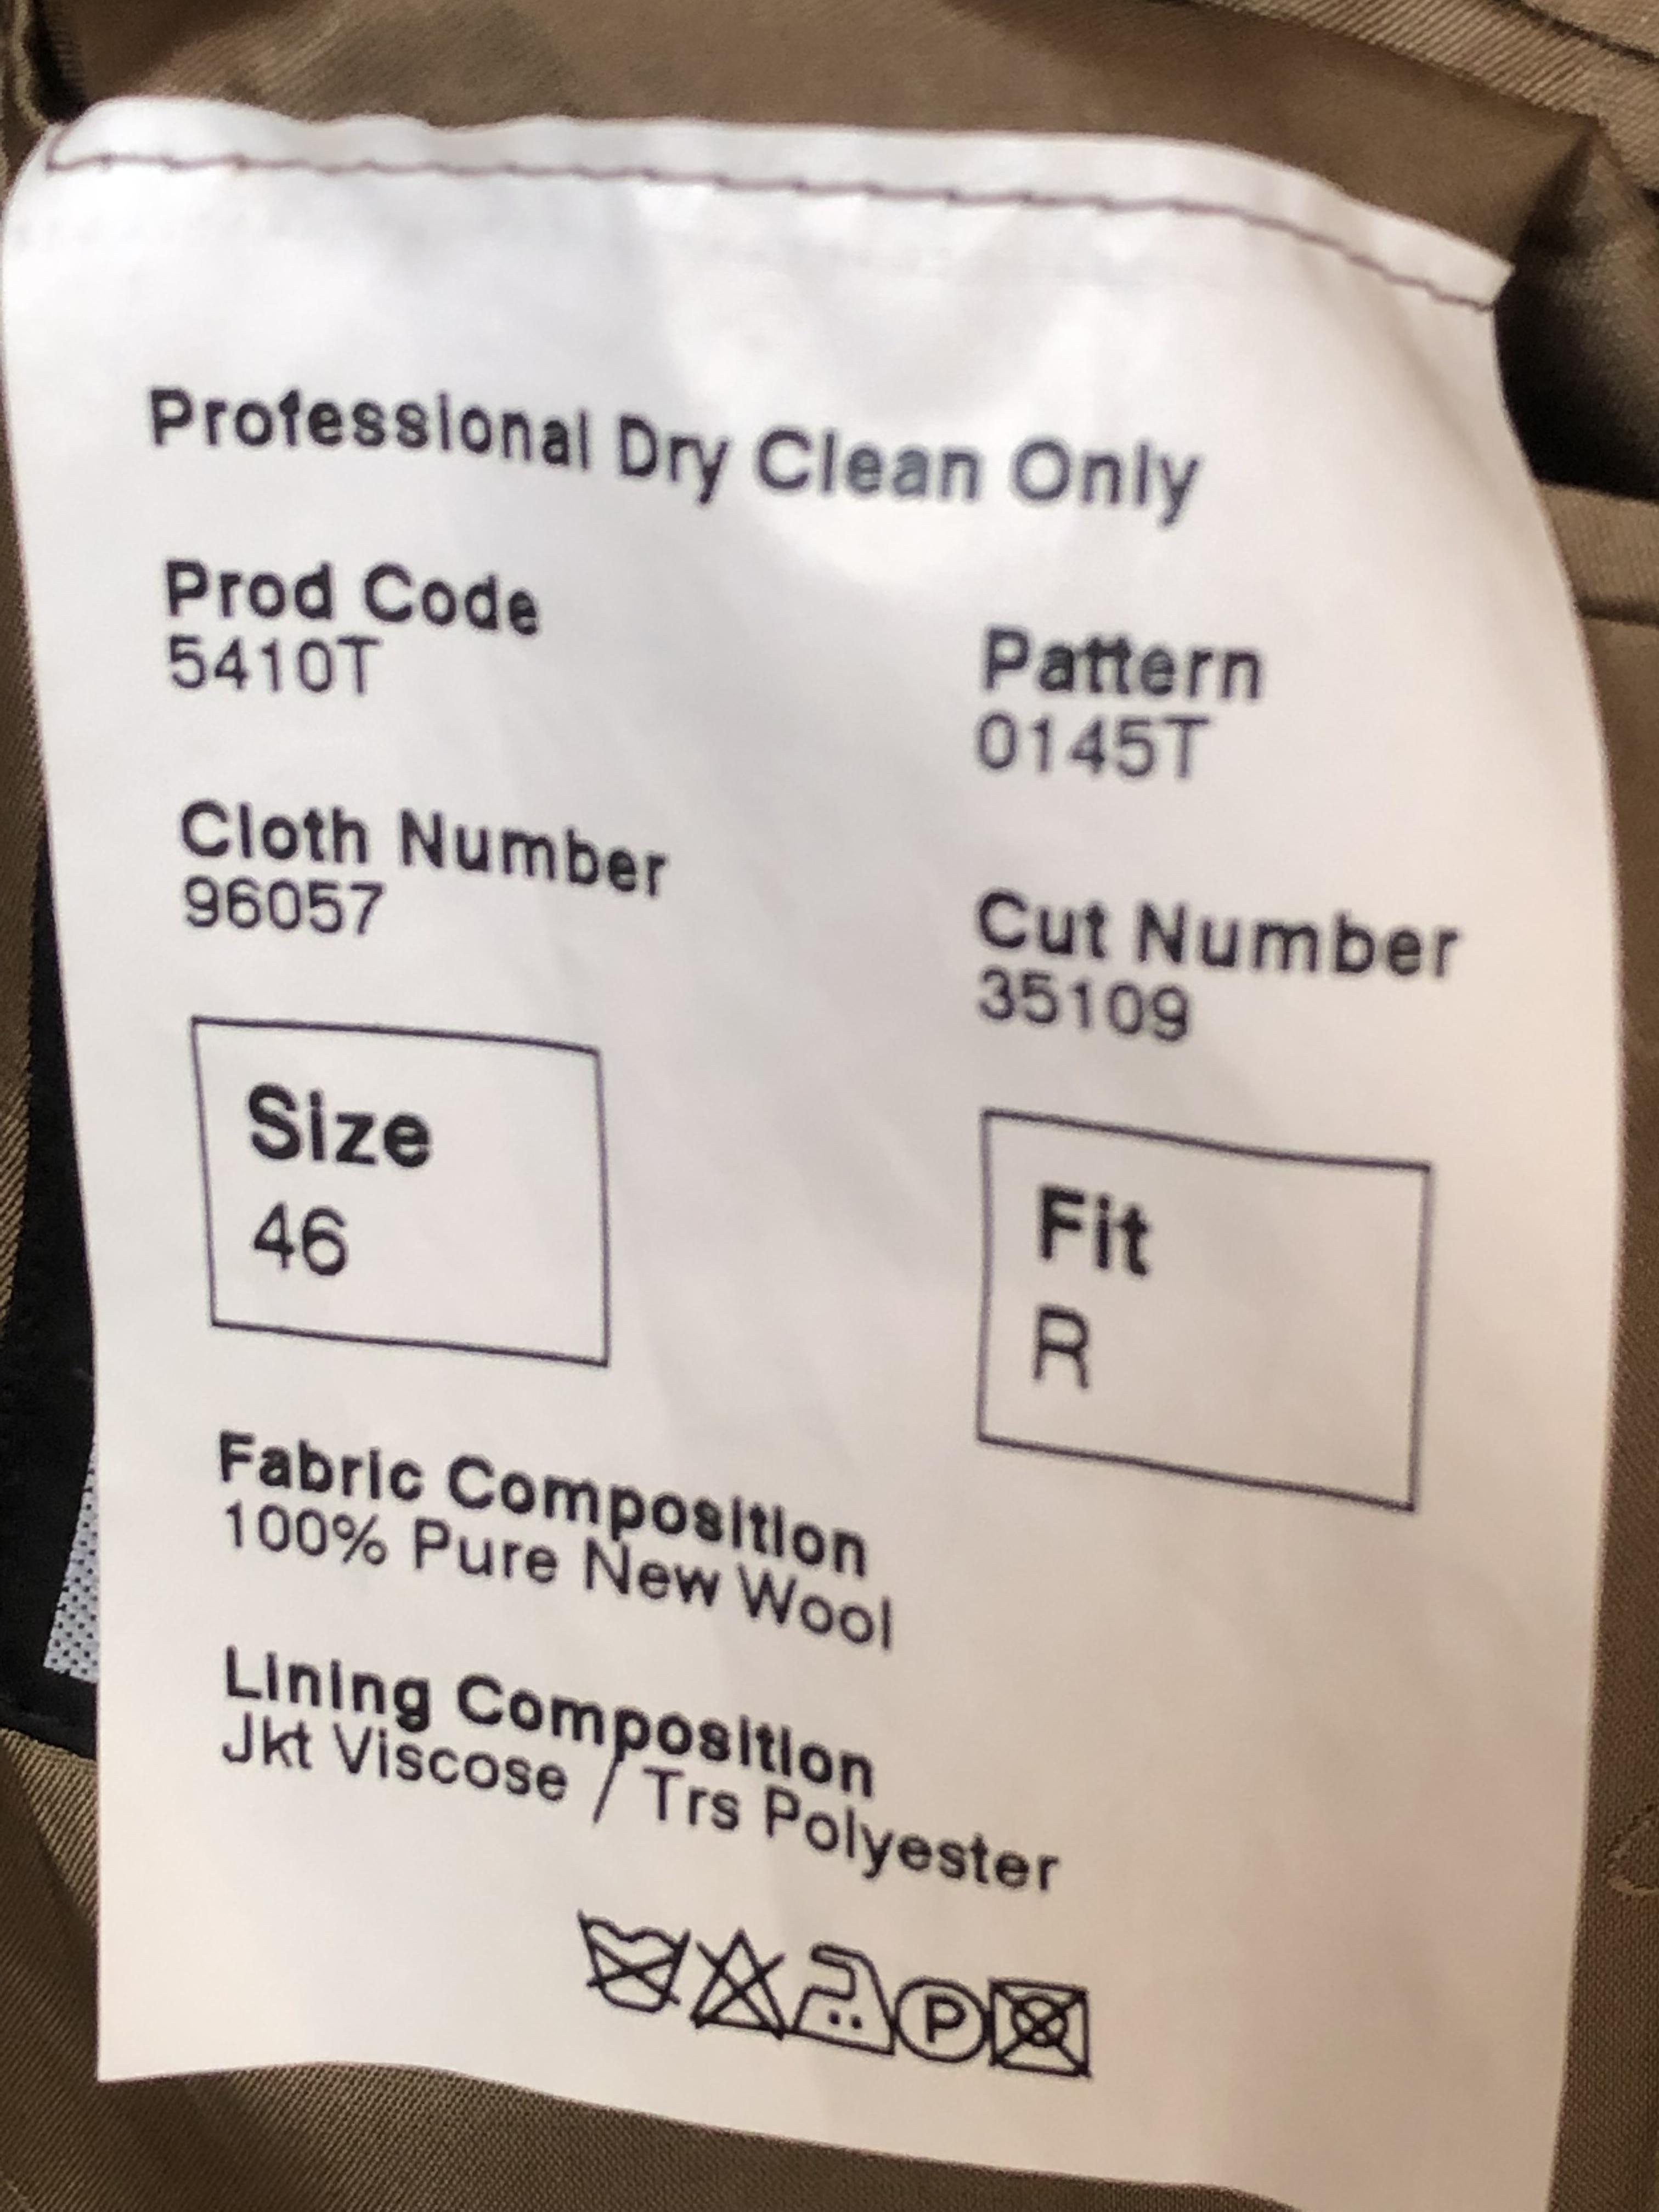 Professional Dry Clean Only
Prod Code
5410T
Pattern
0145T
Cloth Number
96057
Cut Number
35109
Size
46
Fit
R
Fabric Composition
100% Pure New Wool
Lining Composition
Jkt Viscose / Trs Polyester
P